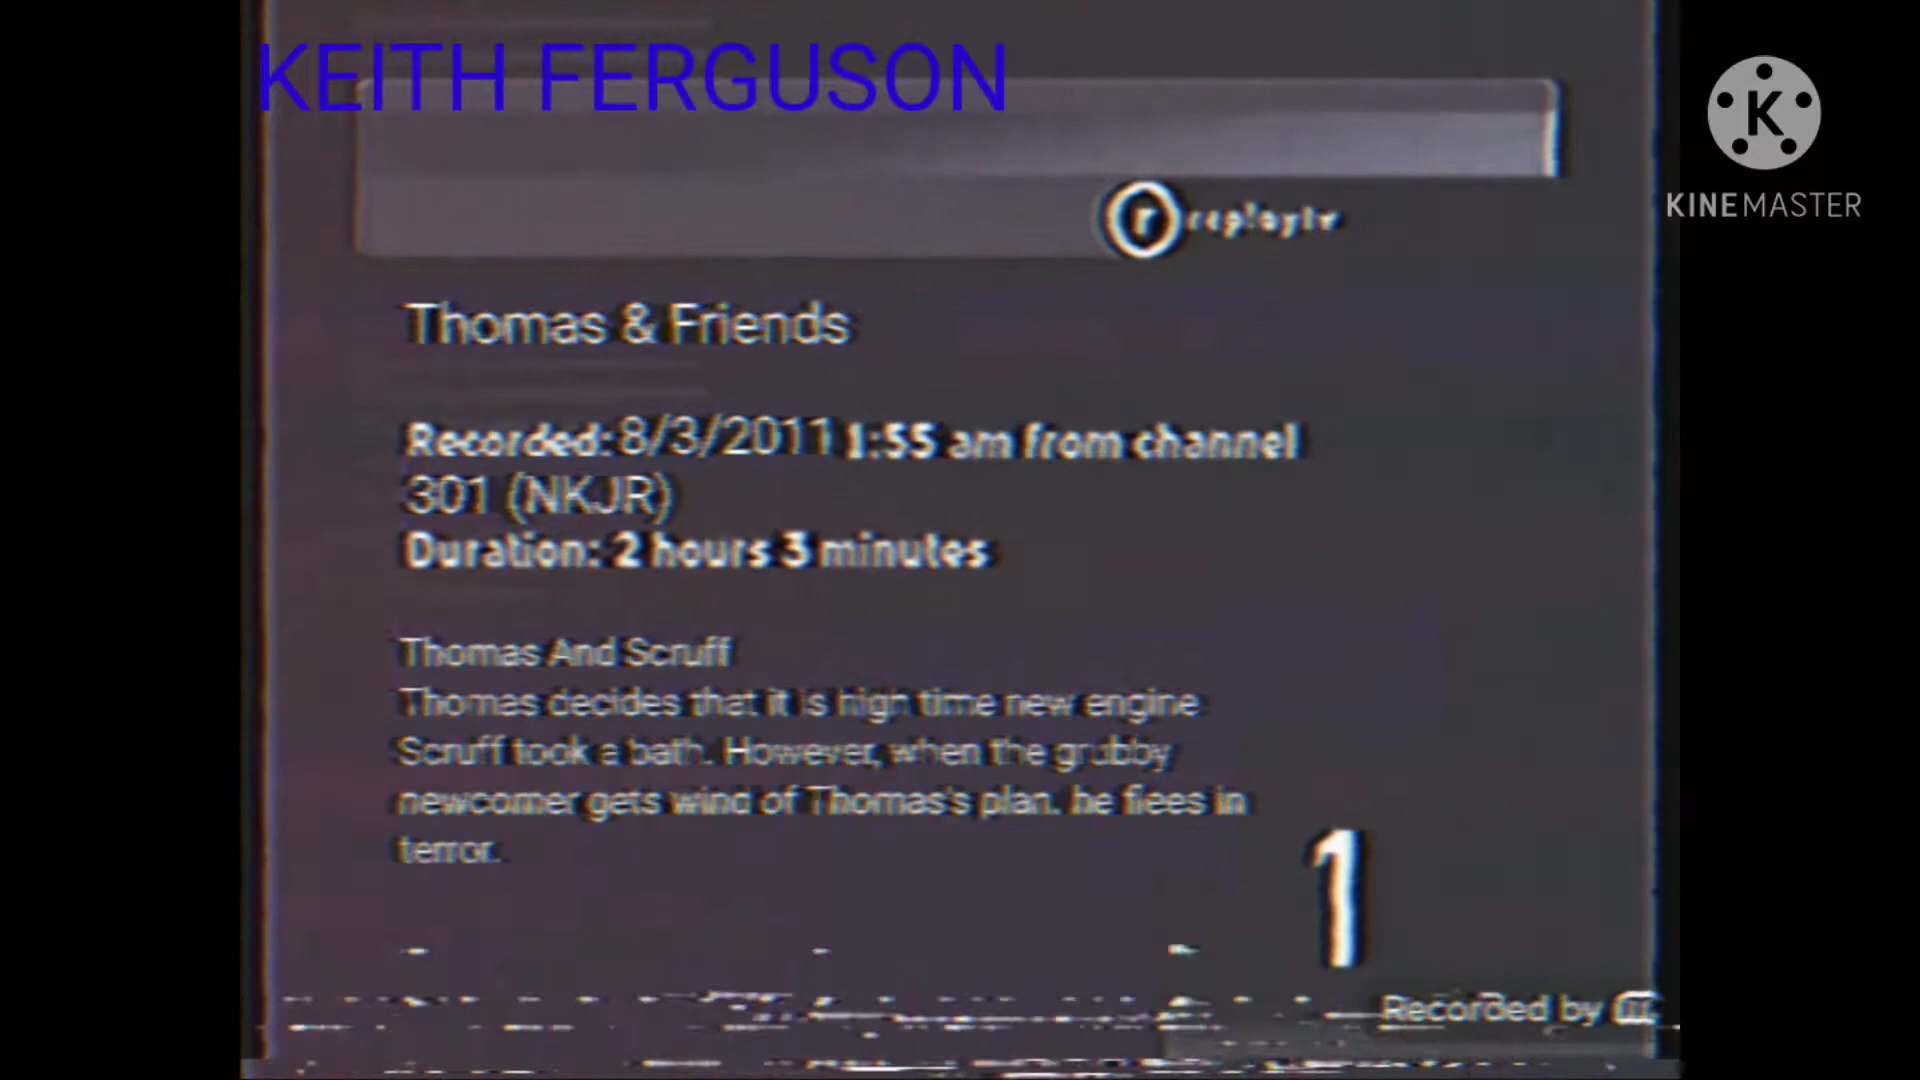 KEITH FERGUSON
K
KINEMASTER
r replaytv
Thomas & Friends
Recorded: 8/3/2011 1:55 am from channel
301 (NKJR)
Duration: 2 hours 3 minutes
Thomas And Scruff
Thomas decides that it is high time new engine
Scruff took a bath. However, when the grubby
newcomer gets wind of Thomas's plan, he flees in
terror.
1
Recorded by